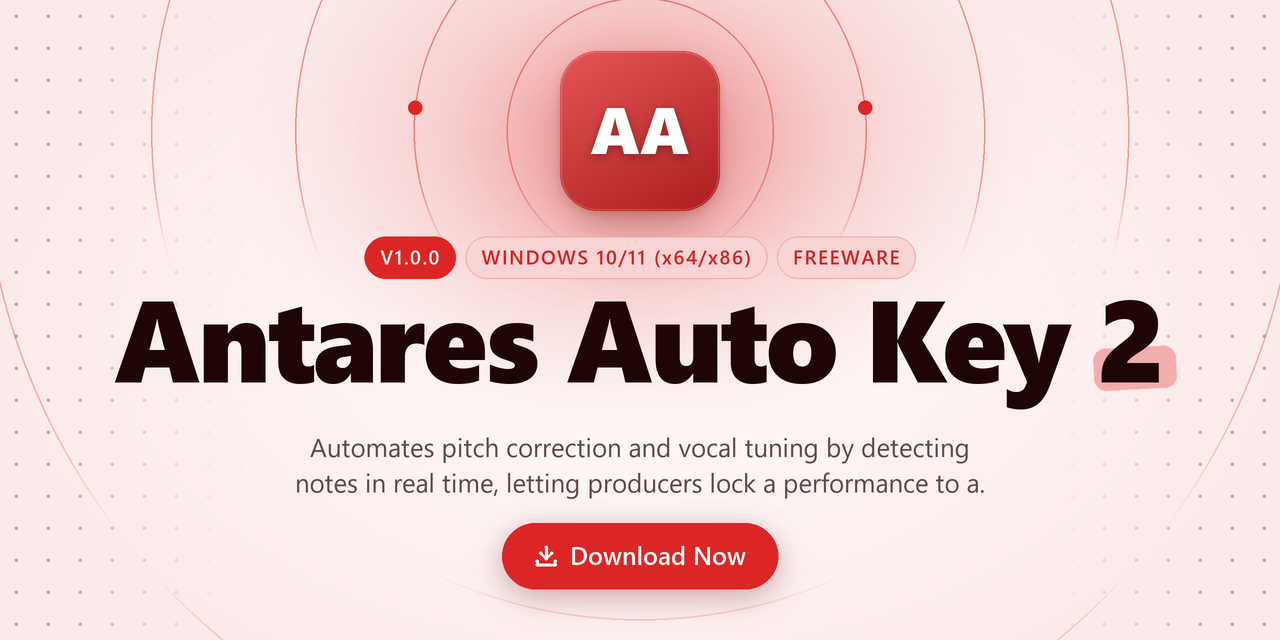 AA
V1.0.0 WINDOWS 10/11 (x64/x86) FREEWARE
Antares Auto Key 2
Automates pitch correction and vocal tuning by detecting
notes in real time, letting producers lock a performance to a.
Download Now